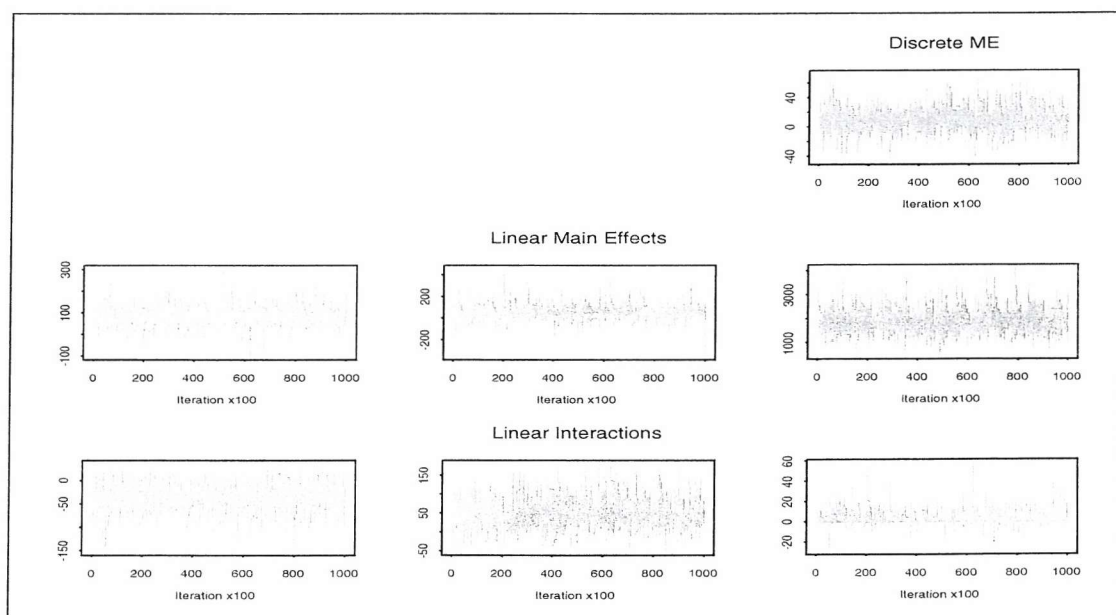 Discrete ME
40
0
-40
0 200 400 600 800 1000
Iteration x100
Linear Main Effects
300
100
-100
0 200 400 600 800 1000
Iteration x100
200
-200
0 200 400 600 800 1000
Iteration x100
3000
1000
0 200 400 600 800 1000
Iteration x100
Linear Interactions
0
-50
-150
0 200 400 600 800 1000
Iteration x100
150
50
-50
0 200 400 600 800 1000
Iteration x100
60
40
20
0
-20
0 200 400 600 800 1000
Iteration x100